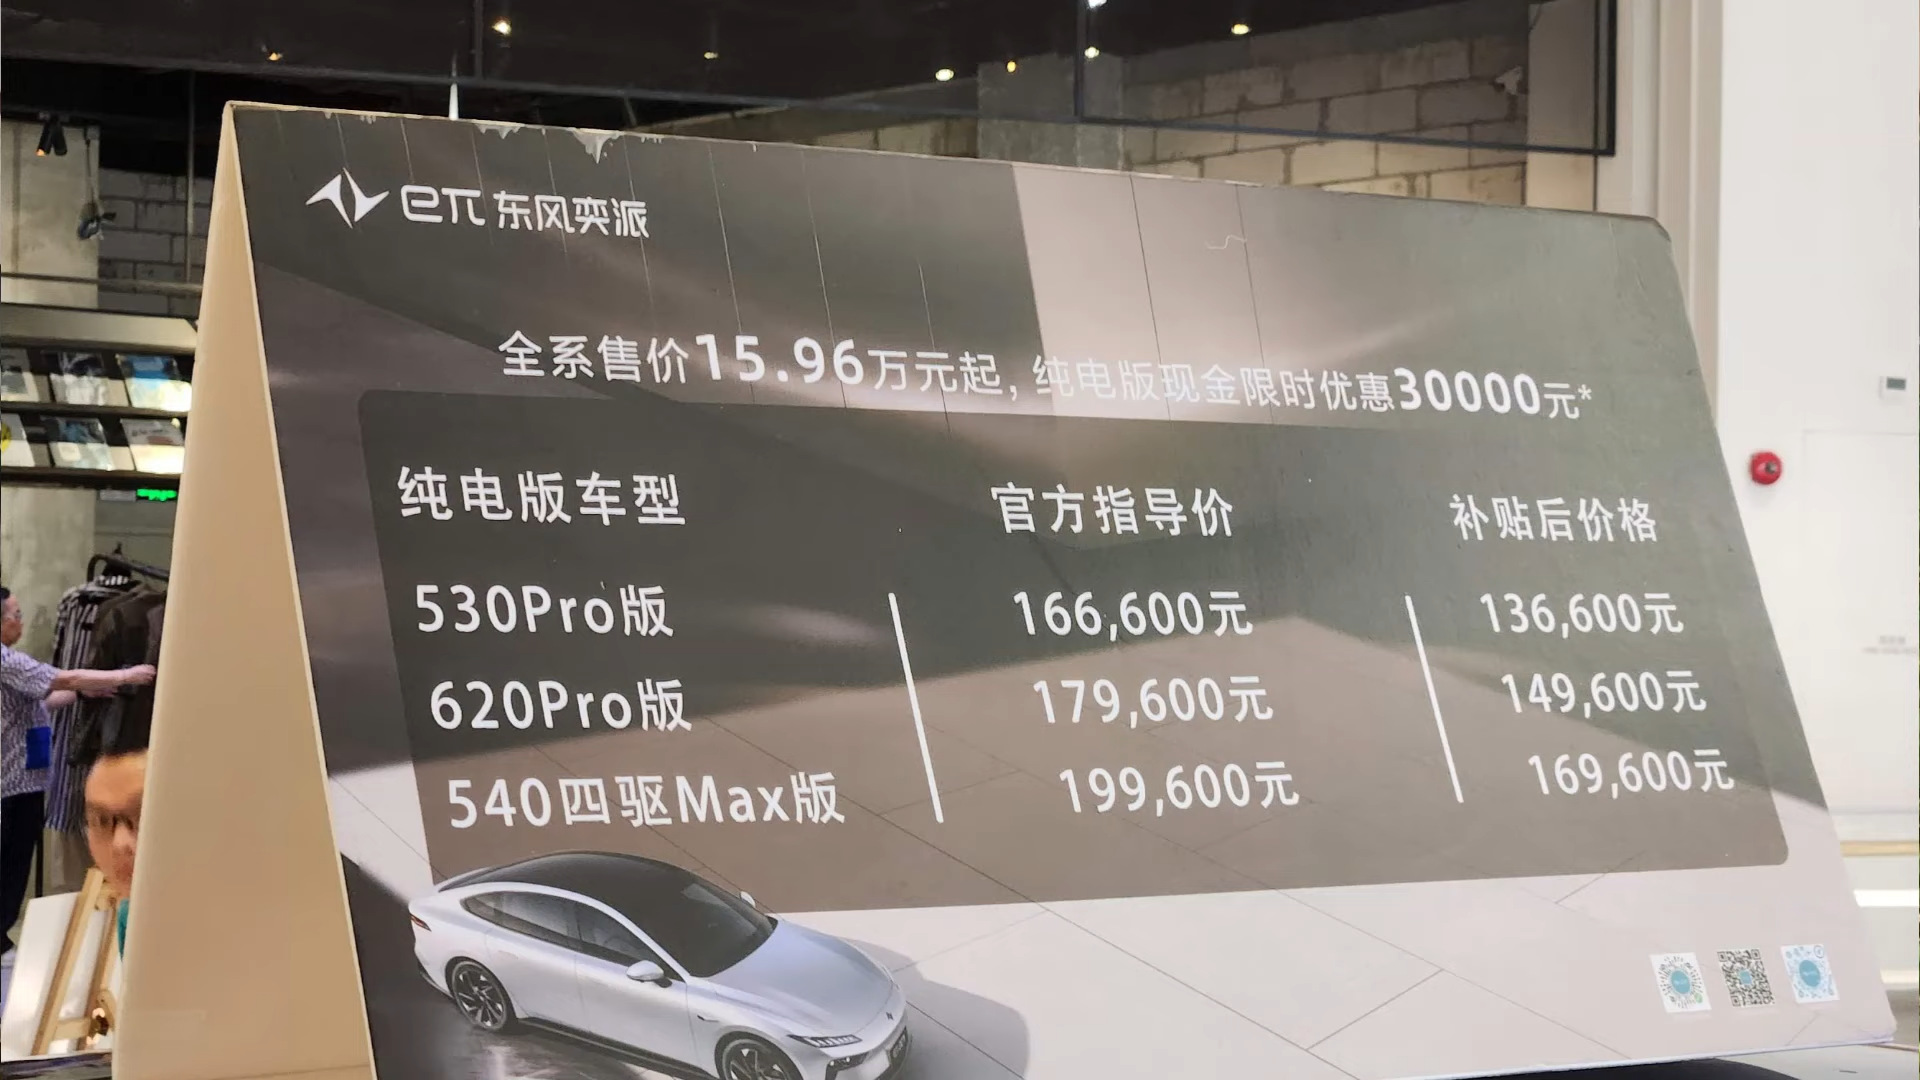 eπ 东风奕派
全系售价15.96万元起, 纯电版现金限时优惠30000元*
纯电版车型 官方指导价 补贴后价格
530Pro版 166,600元 136,600元
620Pro版 179,600元 149,600元
540四驱Max版 199,600元 169,600元